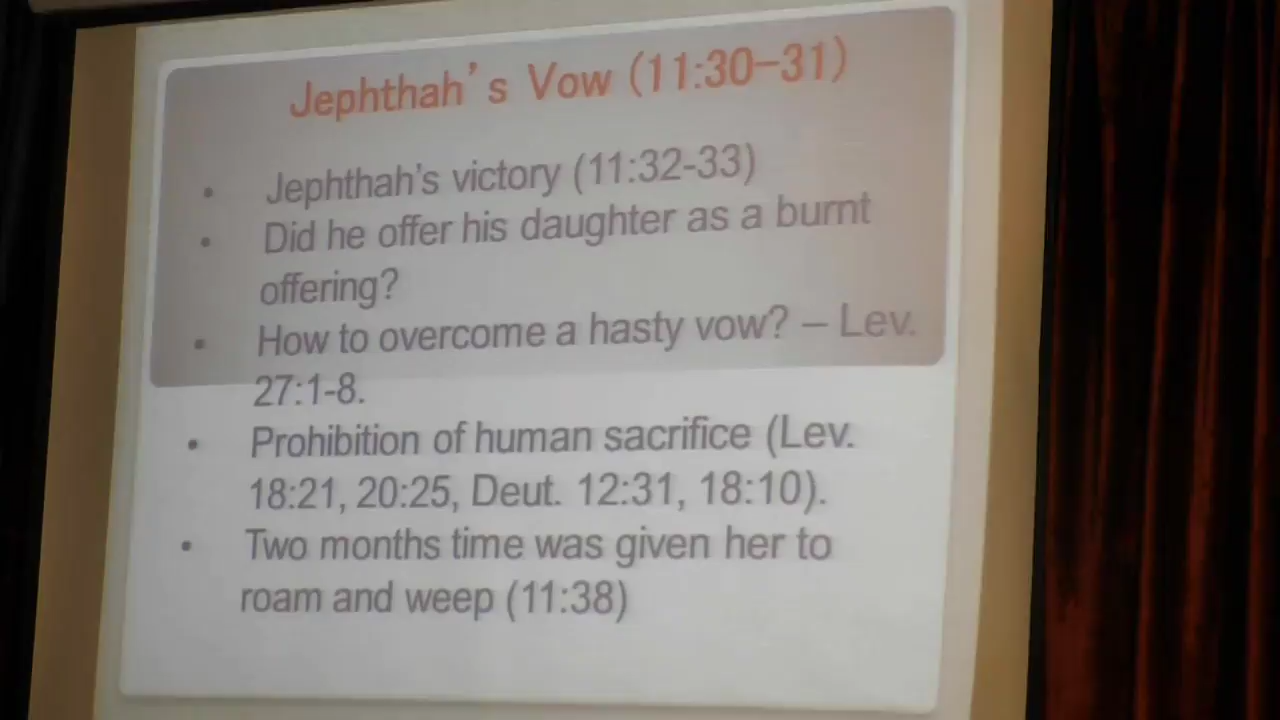 Jephthah's Vow (11:30-31)
• Jephthah's victory (11:32-33)
• Did he offer his daughter as a burnt
offering?
• How to overcome a hasty vow? – Lev.
27:1-8.
• Prohibition of human sacrifice (Lev.
18:21, 20:25, Deut. 12:31, 18:10).
• Two months time was given her to
roam and weep (11:38)